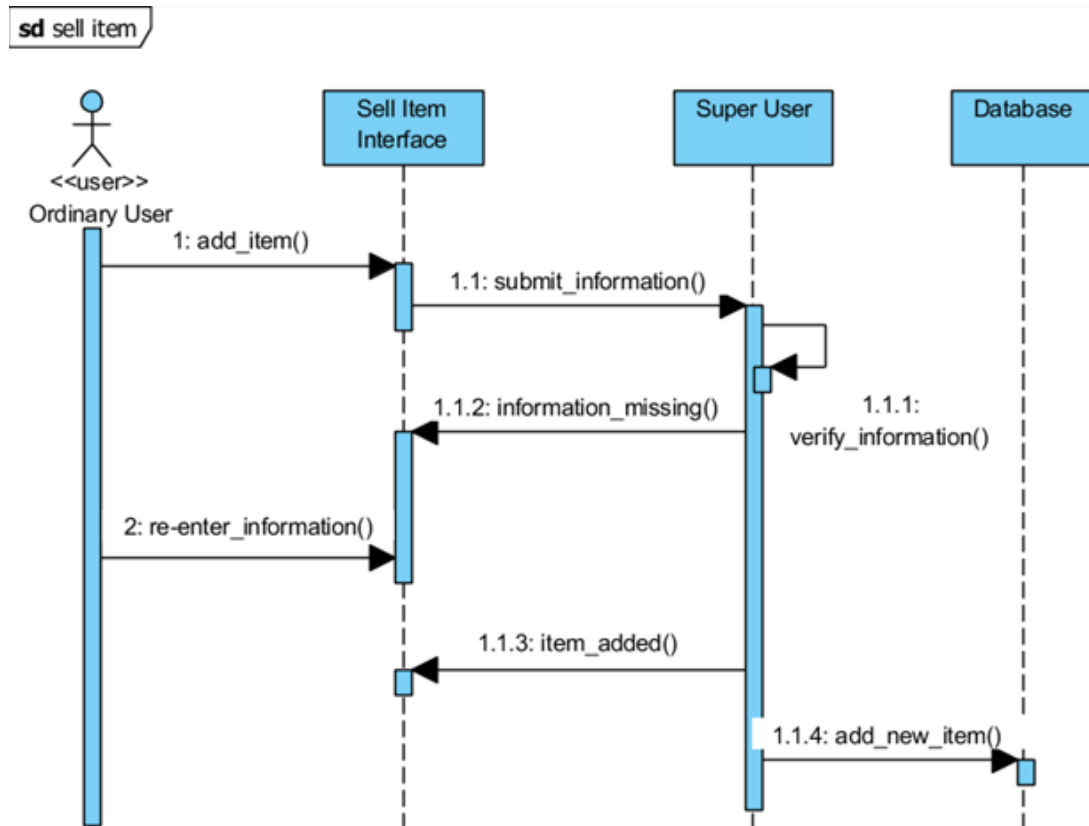 sd sell item
Sell Item
Interface
Super User
Database
<<user>>
Ordinary User
1: add_item()
1.1: submit_information()
1.1.2: information_missing()
1.1.1:
verify_information()
2: re-enter_information()
1.1.3: item_added()
1.1.4: add_new_item()